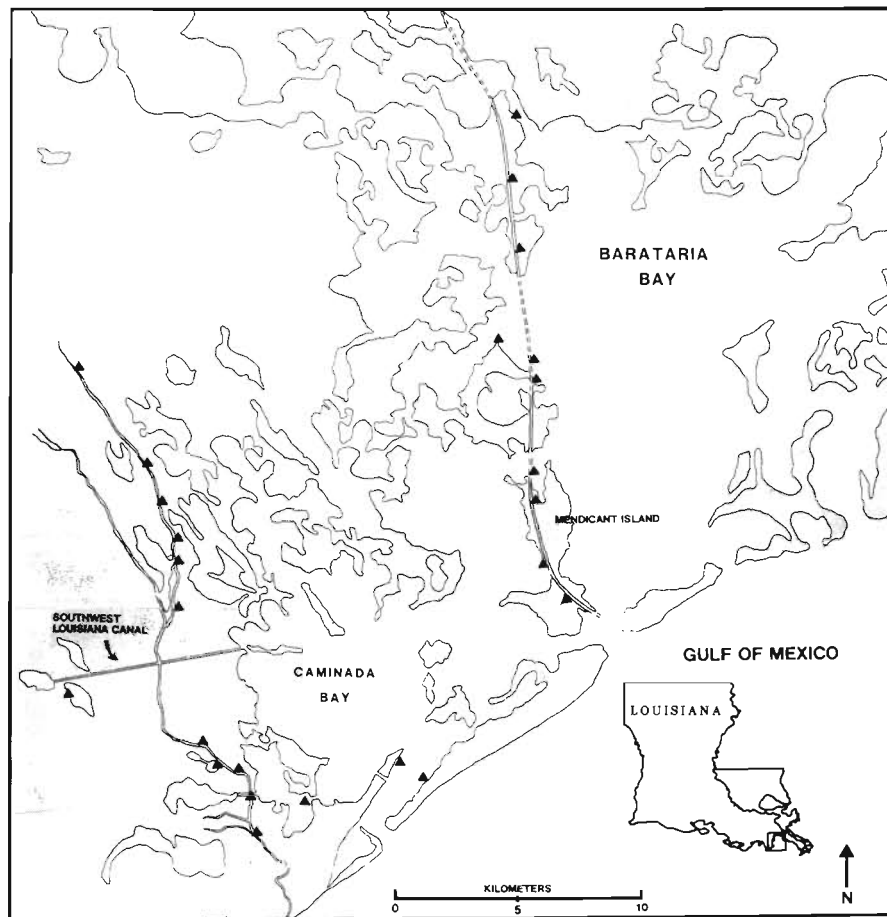 BARATARIA
BAY
MENDICANT ISLAND
SOUTHWEST
LOUISIANA CANAL
CAMINADA
BAY
GULF OF MEXICO
LOUISIANA
KILOMETERS
0 5 10
N